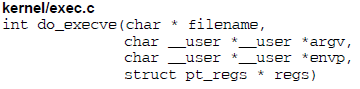 kernel/exec.c
int do_execve(char * filename,
char __user *__user *argv,
char __user *__user *envp,
struct pt_regs * regs)